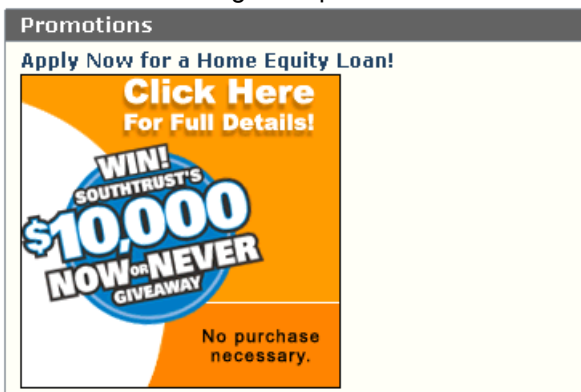 Promotions
Apply Now for a Home Equity Loan!
Click Here
For Full Details!
WIN!
SOUTHTRUST'S
$10,000
NOW OR NEVER
GIVEAWAY
No purchase
necessary.